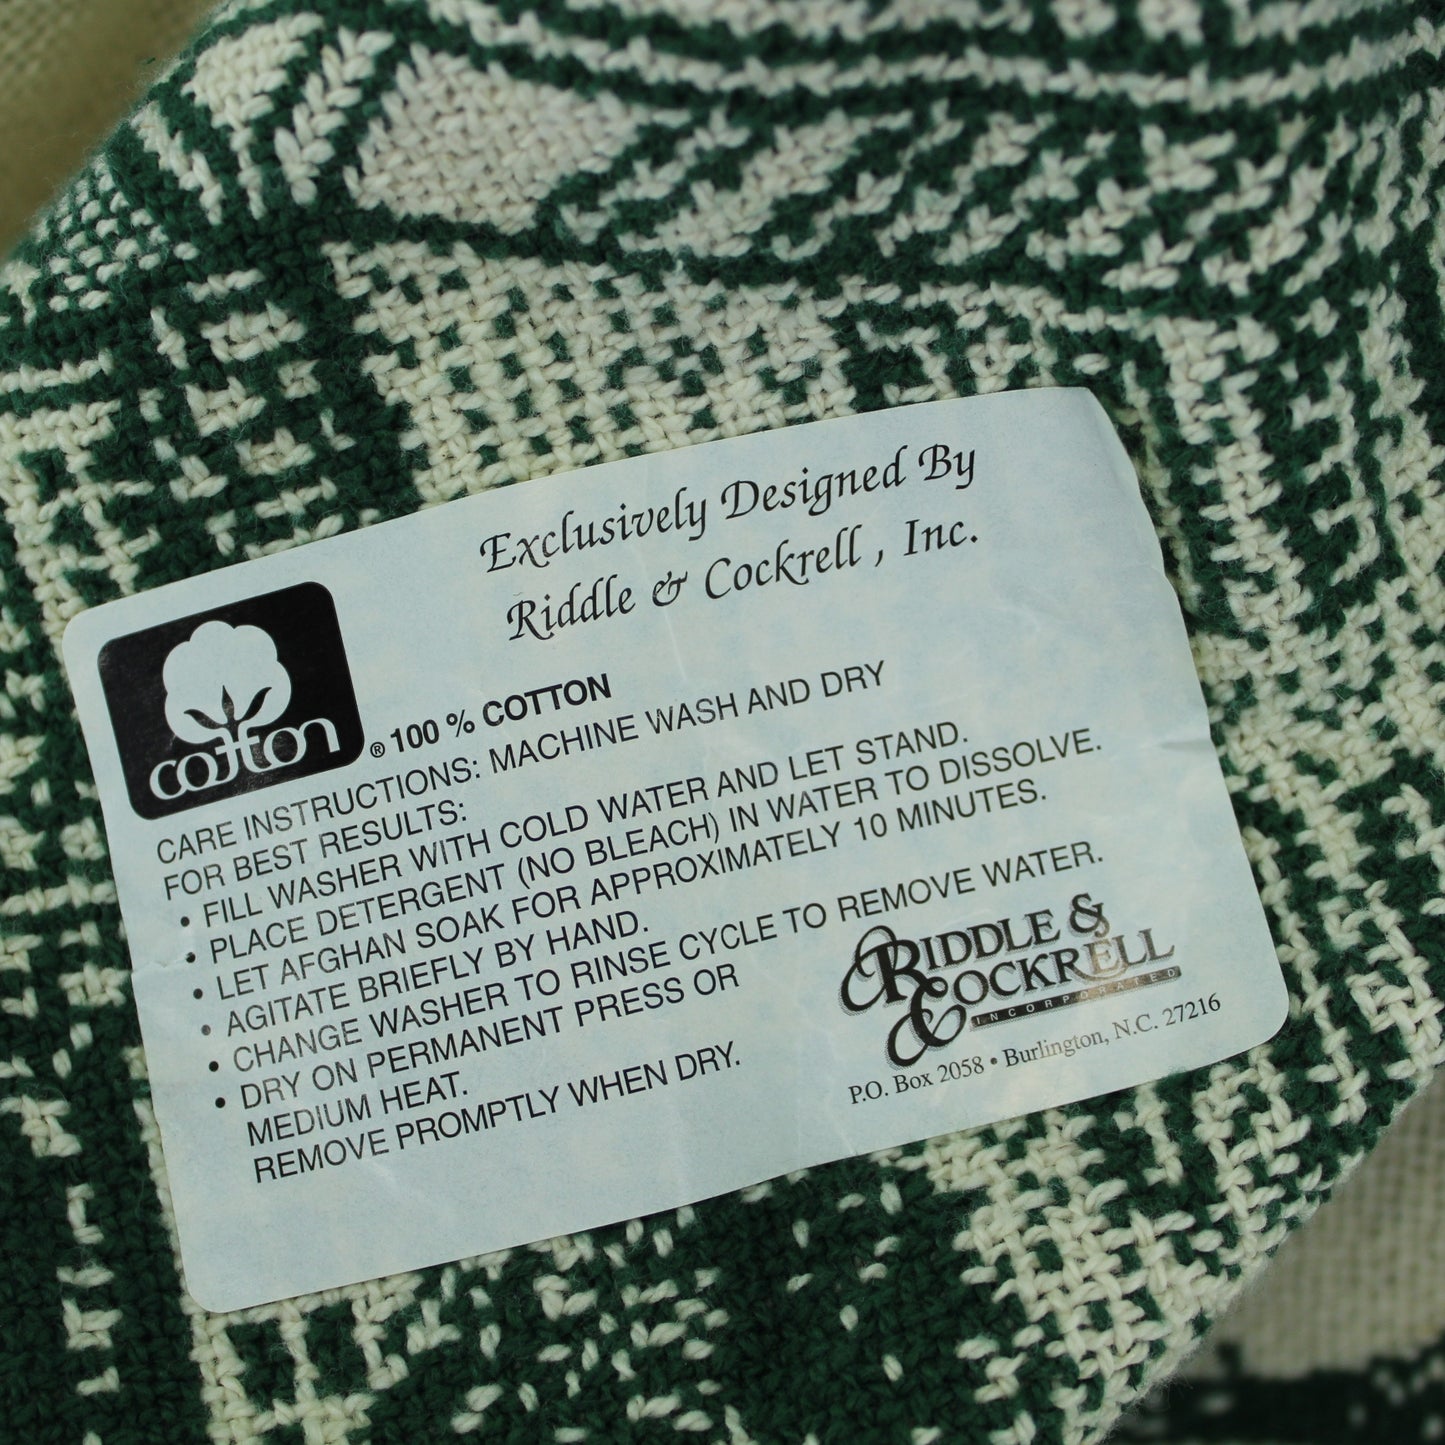 Exclusively Designed By
Riddle & Cockrell , Inc.
cotton
® 100 % COTTON
CARE INSTRUCTIONS: MACHINE WASH AND DRY
FOR BEST RESULTS:
• FILL WASHER WITH COLD WATER AND LET STAND.
• PLACE DETERGENT (NO BLEACH) IN WATER TO DISSOLVE.
• LET AFGHAN SOAK FOR APPROXIMATELY 10 MINUTES.
• AGITATE BRIEFLY BY HAND.
• CHANGE WASHER TO RINSE CYCLE TO REMOVE WATER.
• DRY ON PERMANENT PRESS OR
MEDIUM HEAT.
REMOVE PROMPTLY WHEN DRY.
RIDDLE &
COCKRELL
INCORPORATED
P.O. Box 2058 • Burlington, N.C. 27216